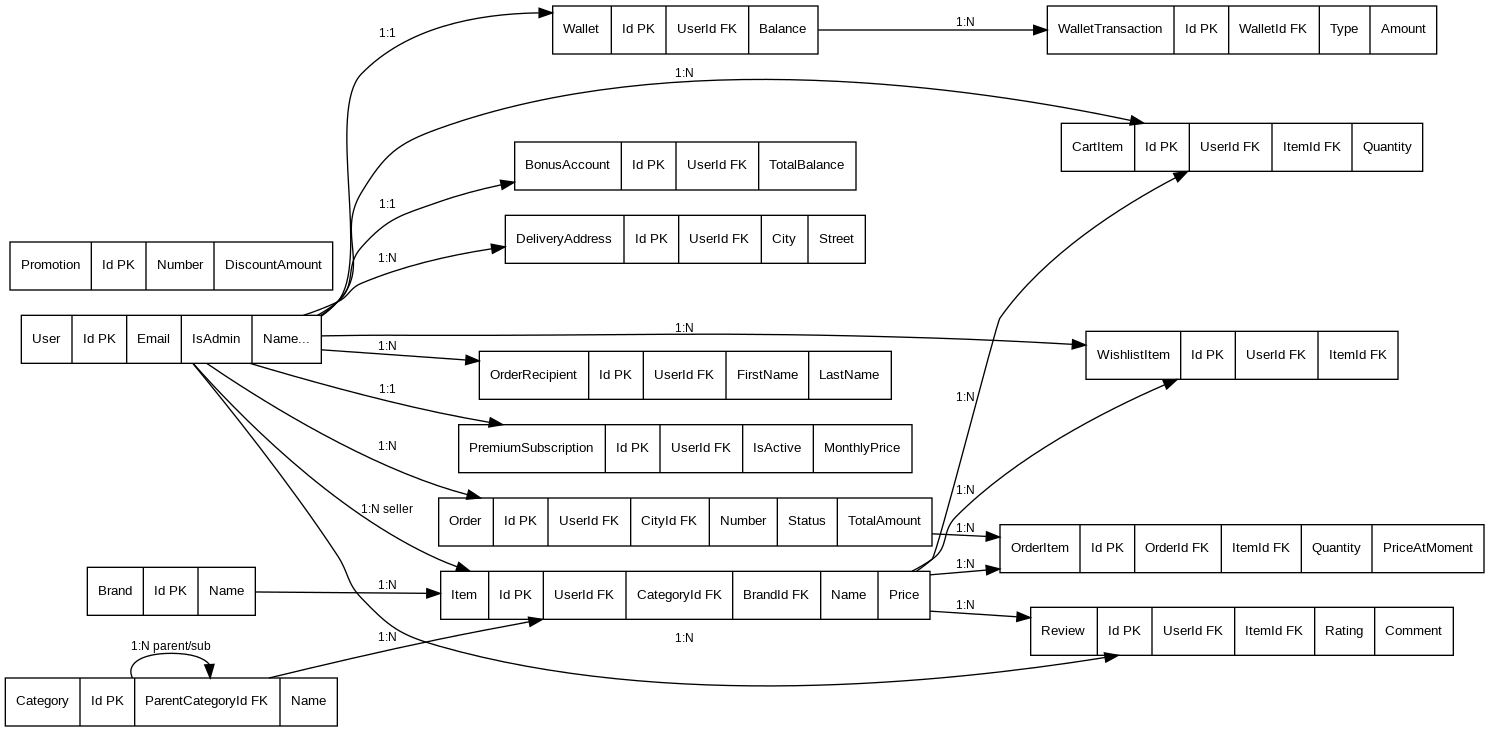 Wallet Id PK UserId FK Balance
1:N
WalletTransaction Id PK WalletId FK Type Amount
1:1
1:N
CartItem Id PK UserId FK ItemId FK Quantity
BonusAccount Id PK UserId FK TotalBalance
1:1
DeliveryAddress Id PK UserId FK City Street
1:N
Promotion Id PK Number DiscountAmount
User Id PK Email IsAdmin Name...
1:N
1:N
WishlistItem Id PK UserId FK ItemId FK
OrderRecipient Id PK UserId FK FirstName LastName
1:1
1:N
PremiumSubscription Id PK UserId FK IsActive MonthlyPrice
1:N
1:N
1:N seller
Order Id PK UserId FK CityId FK Number Status TotalAmount
1:N
OrderItem Id PK OrderId FK ItemId FK Quantity PriceAtMoment
1:N
Brand Id PK Name
1:N
Item Id PK UserId FK CategoryId FK BrandId FK Name Price
1:N
Review Id PK UserId FK ItemId FK Rating Comment
1:N
1:N
1:N parent/sub
Category Id PK ParentCategoryId FK Name